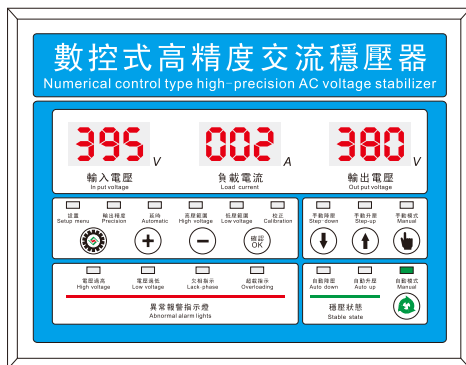 數控式高精度交流穩壓器
Numerical control type high-precision AC voltage stabilizer
395 V 002 A 380 V
輸入電壓 負載電流 輸出電壓
In put voltage Load current Out put voltage
設置 輸出精度 延時 高壓範圍 低壓範圍 校正 手動降壓 手動升壓 手動模式
Setup menu Precision Automatic High voltage Low voltage Calibration Step-down Step-up Manual
+ − 確認
OK
電壓過高 電壓過低 欠相指示 超載指示 自動降壓 自動升壓 自動模式
High voltage Low voltage Lack phase Overloading Auto down Auto up Manual
異常報警指示燈 穩壓狀態
Abnormal alarm lights Stable state